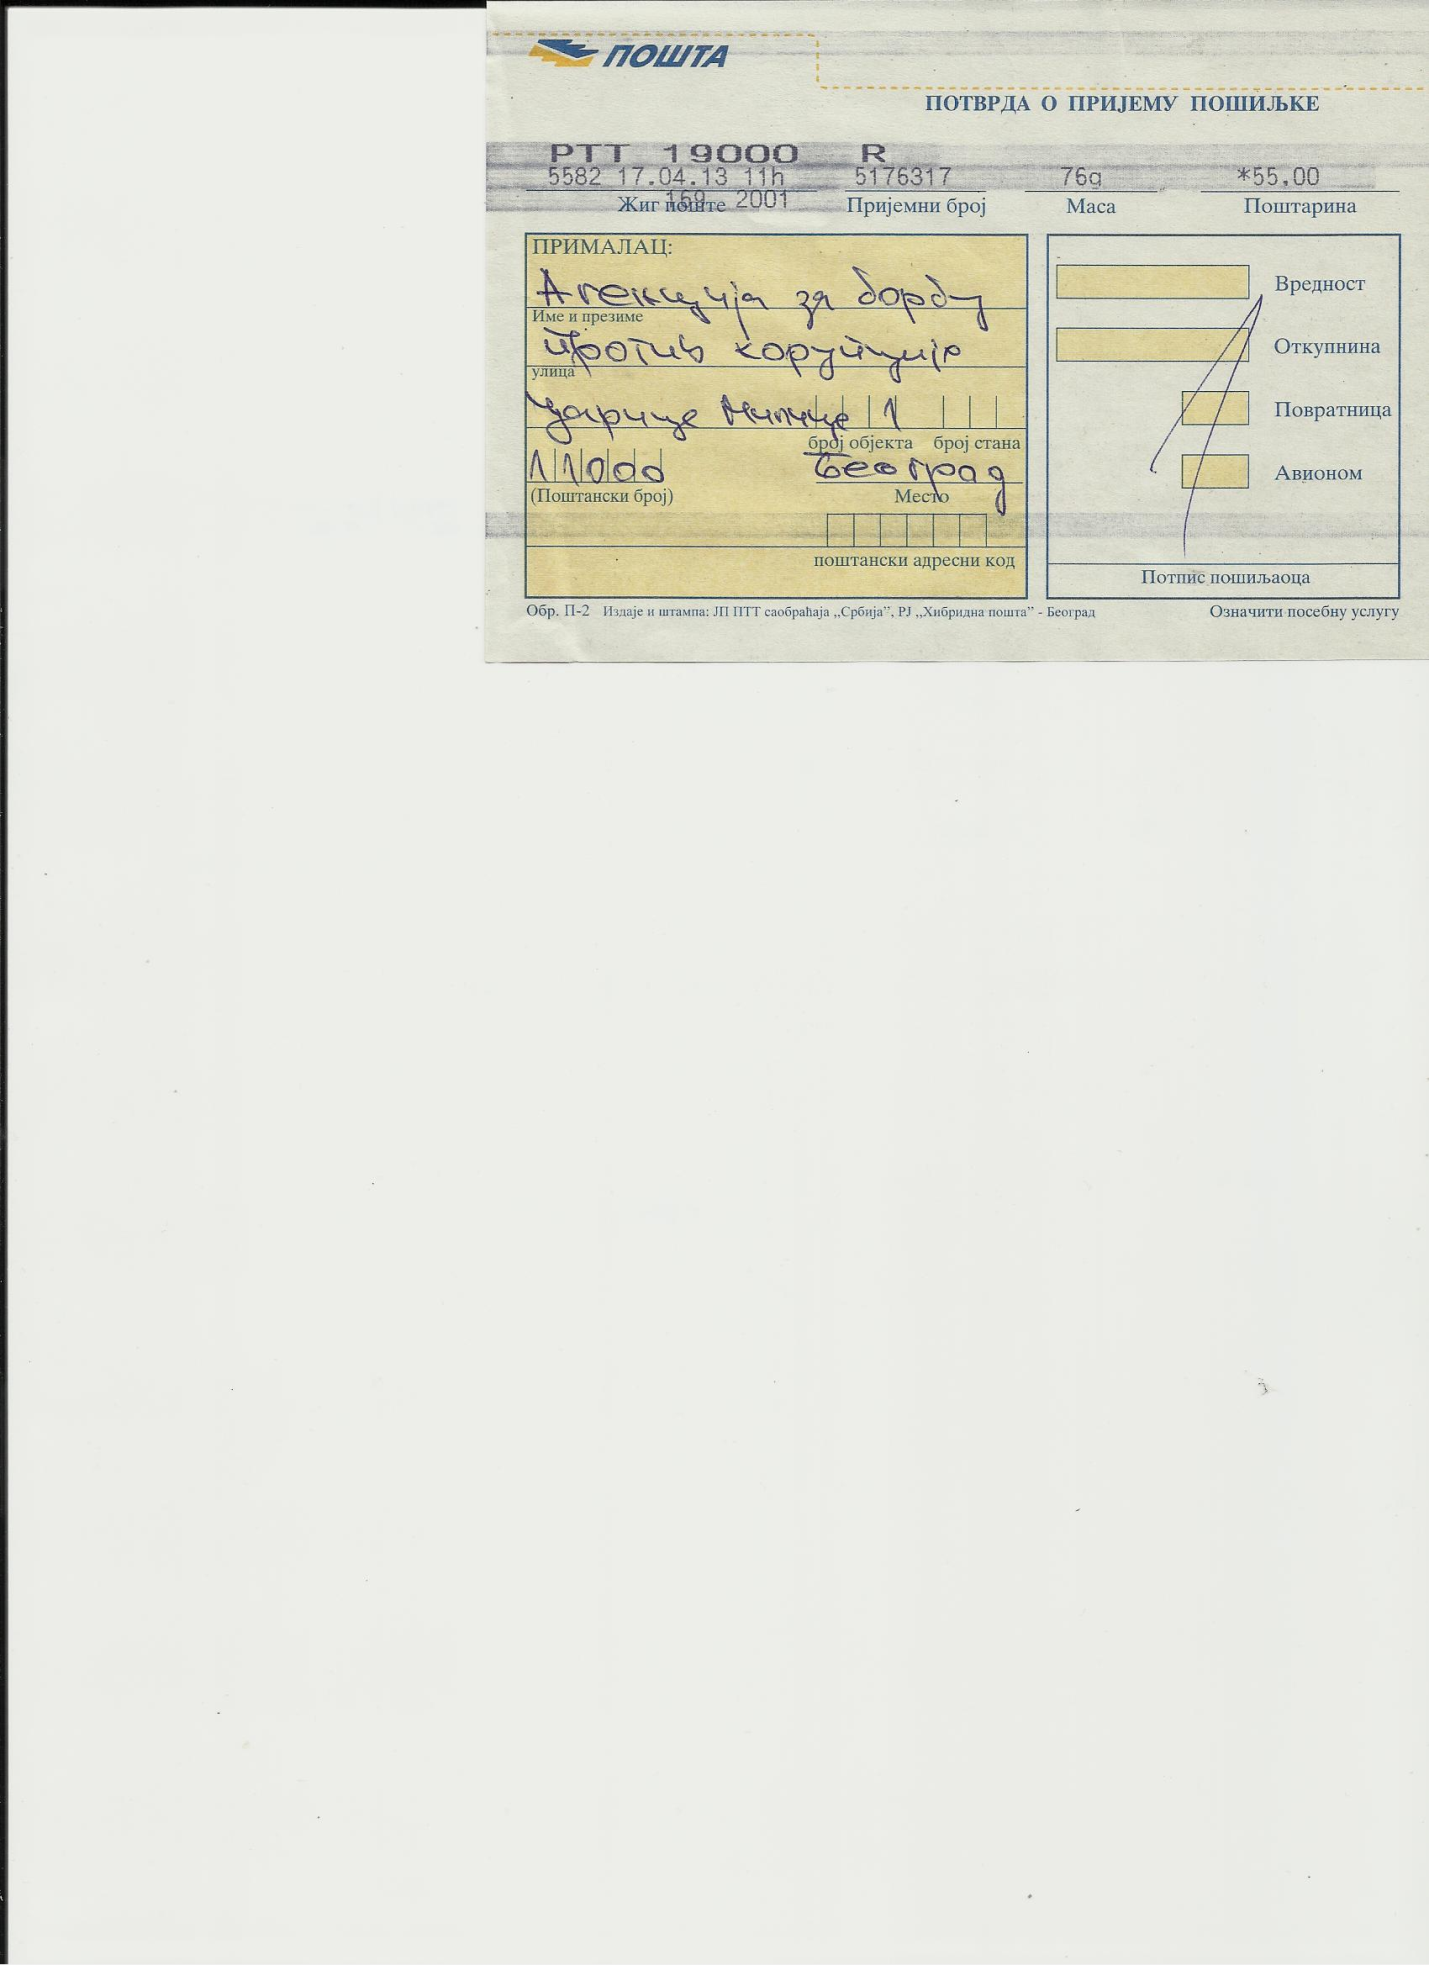 ПОШТА
ПОТВРДА О ПРИЈЕМУ ПОШИЉКЕ
PTT 19000 R
5582 17.04.13 11h 5176317 76g *55,00
169 2001
Жиг поште Пријемни број Маса Поштарина
ПРИМАЛАЦ:
Агенција за борбу
Име и презиме
против корупције
улица
Царице Милице 1
број објекта број стана
11000 Београд
(Поштански број) Место
поштански адресни код
Вредност
Откупнина
Повратница
Авионом
Потпис пошиљаоца
Обр. П-2 Издаје и штампа: ЈП ПТТ саобраћаја ,,Србија", РЈ ,,Хибридна пошта" - Београд Означити посебну услугу